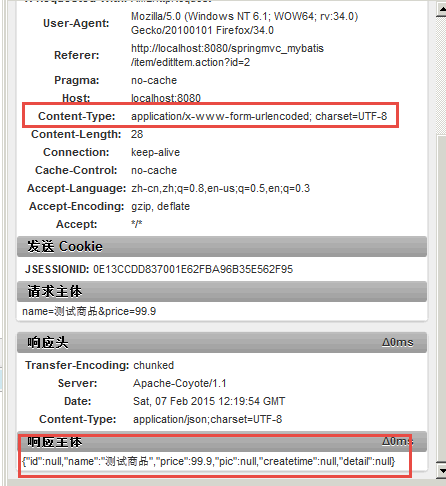 User-Agent: Mozilla/5.0 (Windows NT 6.1; WOW64; rv:34.0)
Gecko/20100101 Firefox/34.0
Referer: http://localhost:8080/springmvc_mybatis
/item/editItem.action?id=2
Pragma: no-cache
Host: localhost:8080
Content-Type: application/x-www-form-urlencoded; charset=UTF-8
Content-Length: 28
Connection: keep-alive
Cache-Control: no-cache
Accept-Language: zh-cn,zh;q=0.8,en-us;q=0.5,en;q=0.3
Accept-Encoding: gzip, deflate
Accept: */*
发送 Cookie
JSESSIONID: 0E13CCDD837001E62FBA96B35E562F95
请求主体
name=测试商品&price=99.9
响应头 Δ0ms
Transfer-Encoding: chunked
Server: Apache-Coyote/1.1
Date: Sat, 07 Feb 2015 12:19:54 GMT
Content-Type: application/json;charset=UTF-8
响应主体 Δ0ms
{"id":null,"name":"测试商品","price":99.9,"pic":null,"createtime":null,"detail":null}